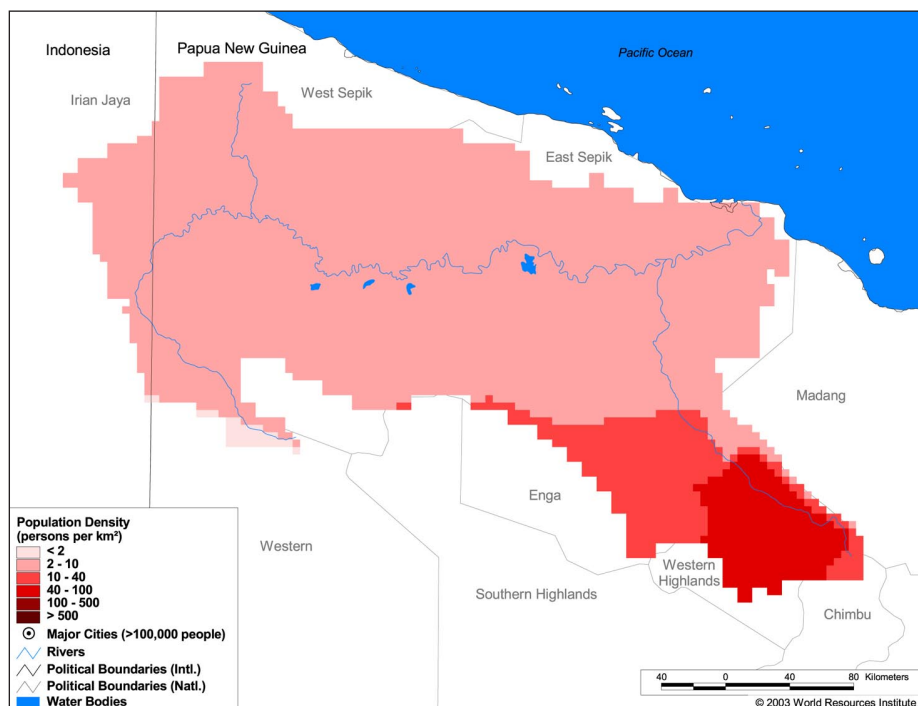 Indonesia
Papua New Guinea
Pacific Ocean
Irian Jaya
West Sepik
East Sepik
Madang
Enga
Western
Western
Highlands
Southern Highlands
Chimbu
Population Density
(persons per km²)
< 2
2 - 10
10 - 40
40 - 100
100 - 500
> 500
Major Cities (>100,000 people)
Rivers
Political Boundaries (Intl.)
Political Boundaries (Natl.)
Water Bodies
40 0 40 80 Kilometers
© 2003 World Resources Institute